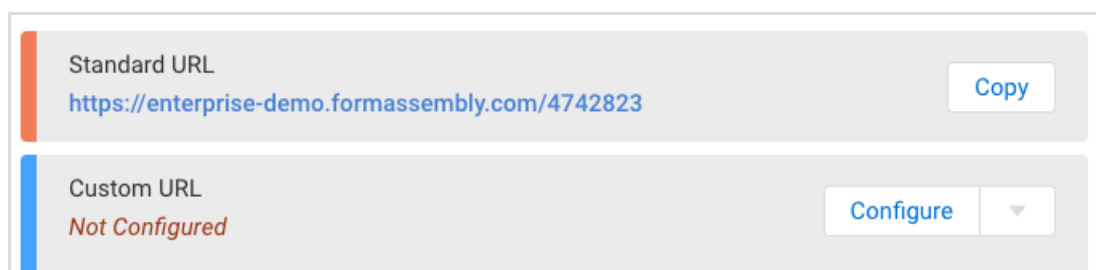 Standard URL
https://enterprise-demo.formassembly.com/4742823
Copy
Custom URL
Not Configured
Configure